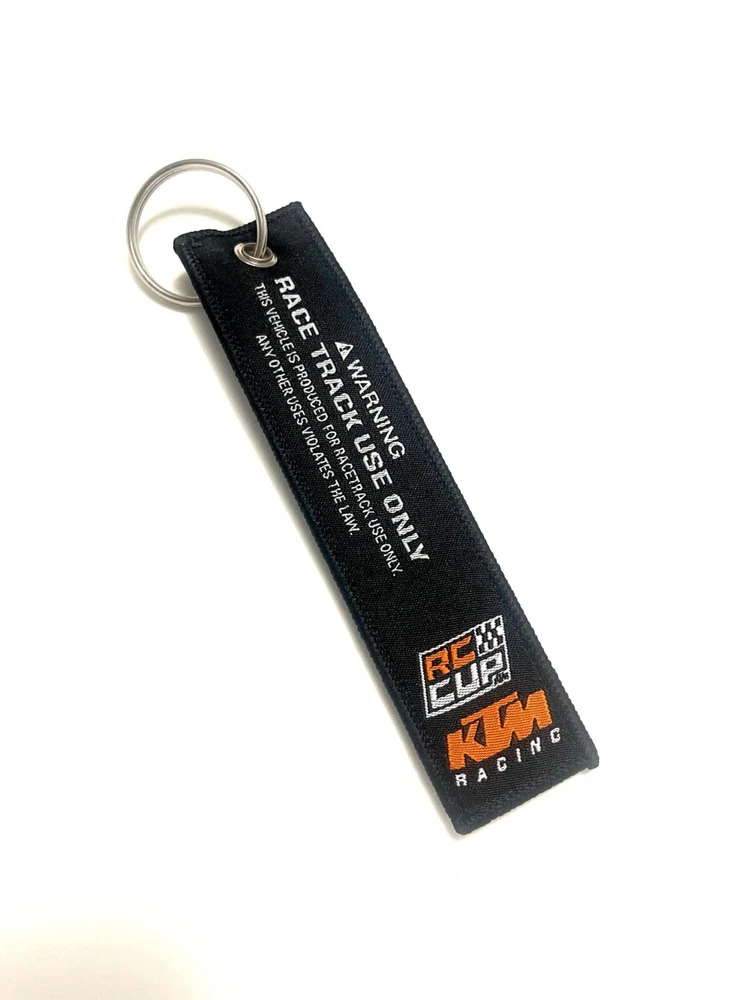 ⚠ WARNING
RACE TRACK USE ONLY
THIS VEHICLE IS PRODUCED FOR RACETRACK USE ONLY.
ANY OTHER USES VIOLATES THE LAW.
RC
CUP
KTM
RACING